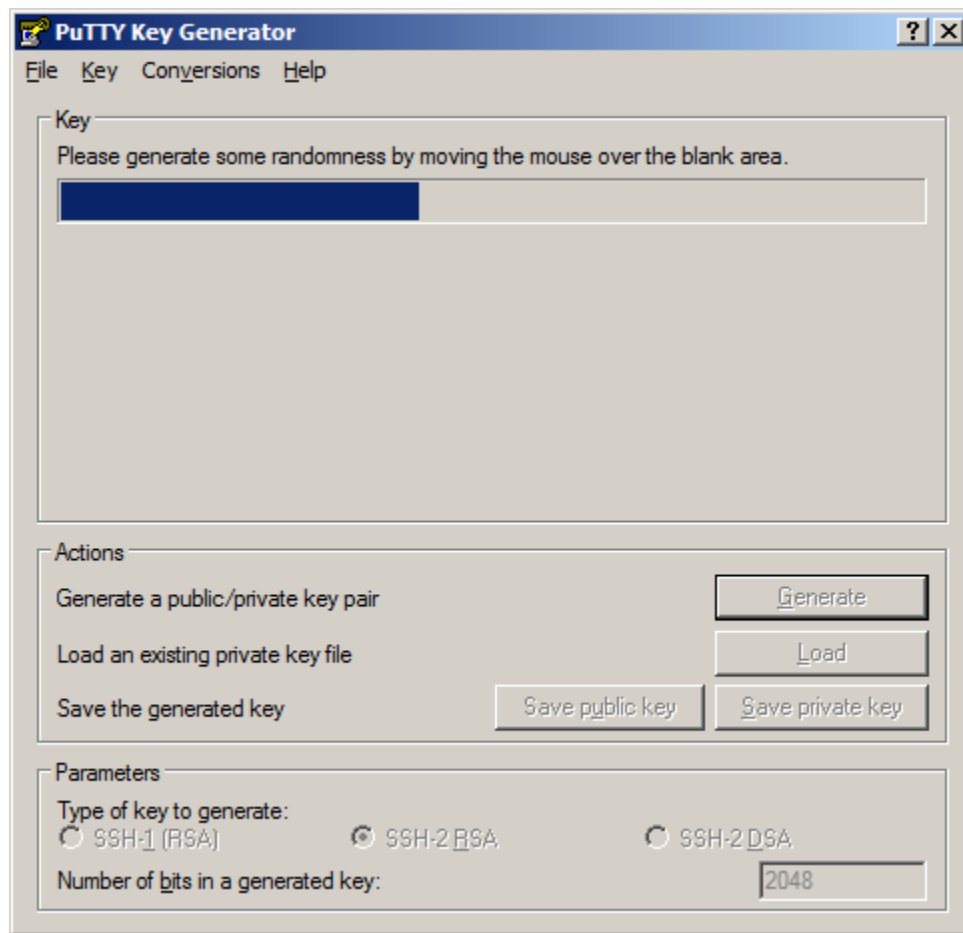 PuTTY Key Generator
File Key Conversions Help
Key
Please generate some randomness by moving the mouse over the blank area.
Actions
Generate a public/private key pair
Generate
Load an existing private key file
Load
Save the generated key
Save public key
Save private key
Parameters
Type of key to generate:
SSH-1 (RSA)
SSH-2 RSA
SSH-2 DSA
Number of bits in a generated key:
2048